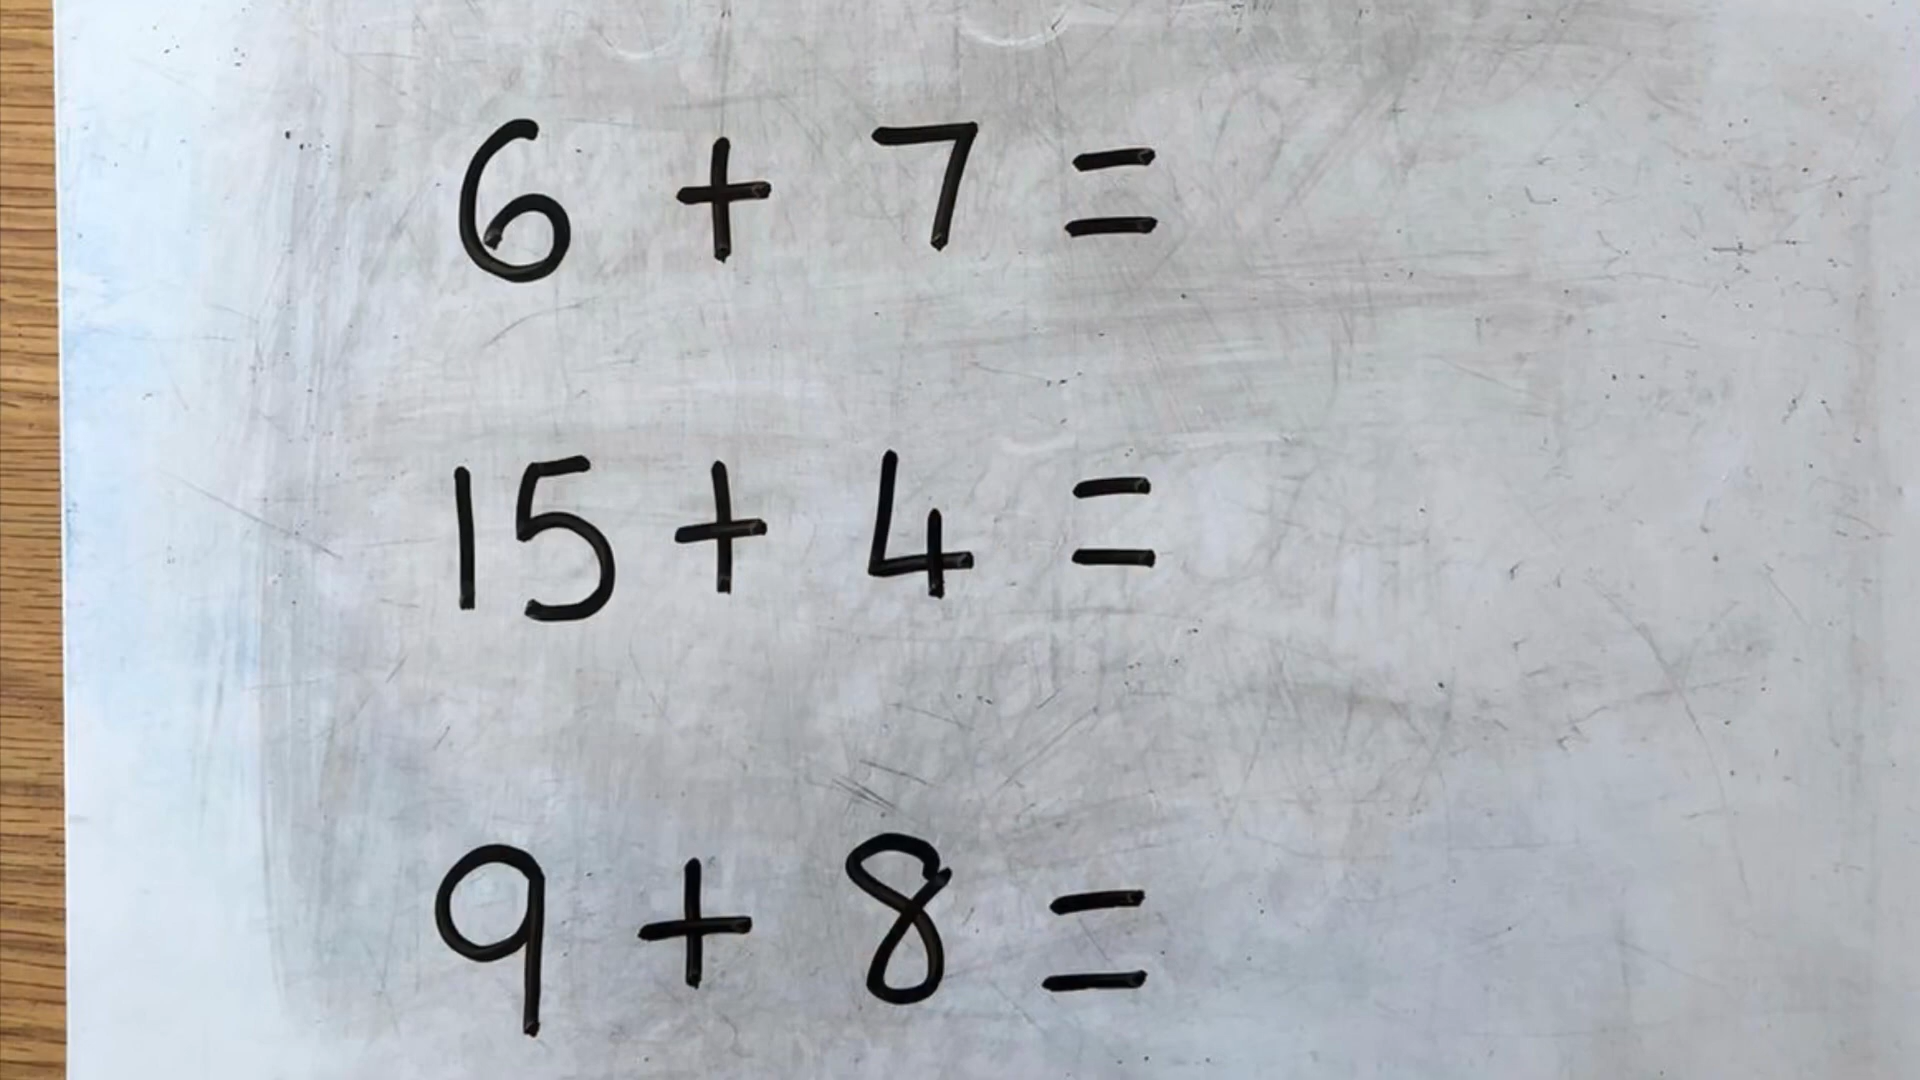 6 + 7 =
15 + 4 =
9 + 8 =